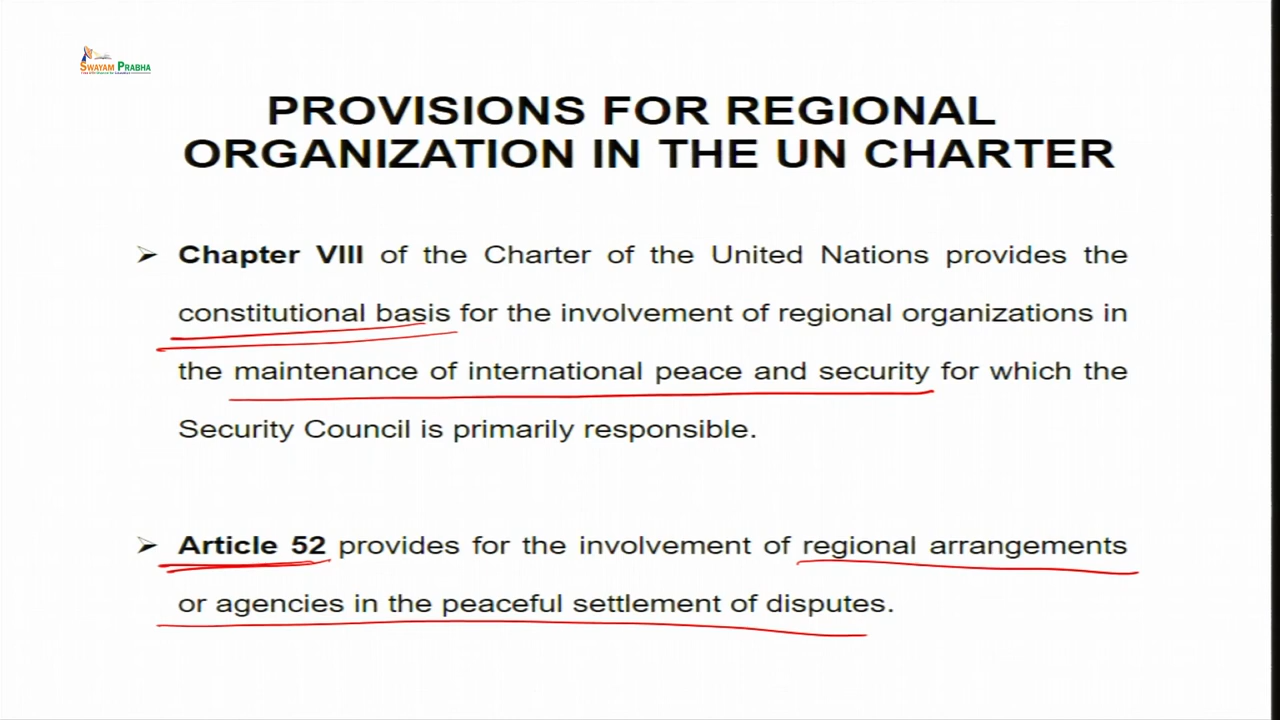 SWAYAM PRABHA
PROVISIONS FOR REGIONAL
ORGANIZATION IN THE UN CHARTER
➢ Chapter VIII of the Charter of the United Nations provides the
constitutional basis for the involvement of regional organizations in
the maintenance of international peace and security for which the
Security Council is primarily responsible.
➢ Article 52 provides for the involvement of regional arrangements
or agencies in the peaceful settlement of disputes.